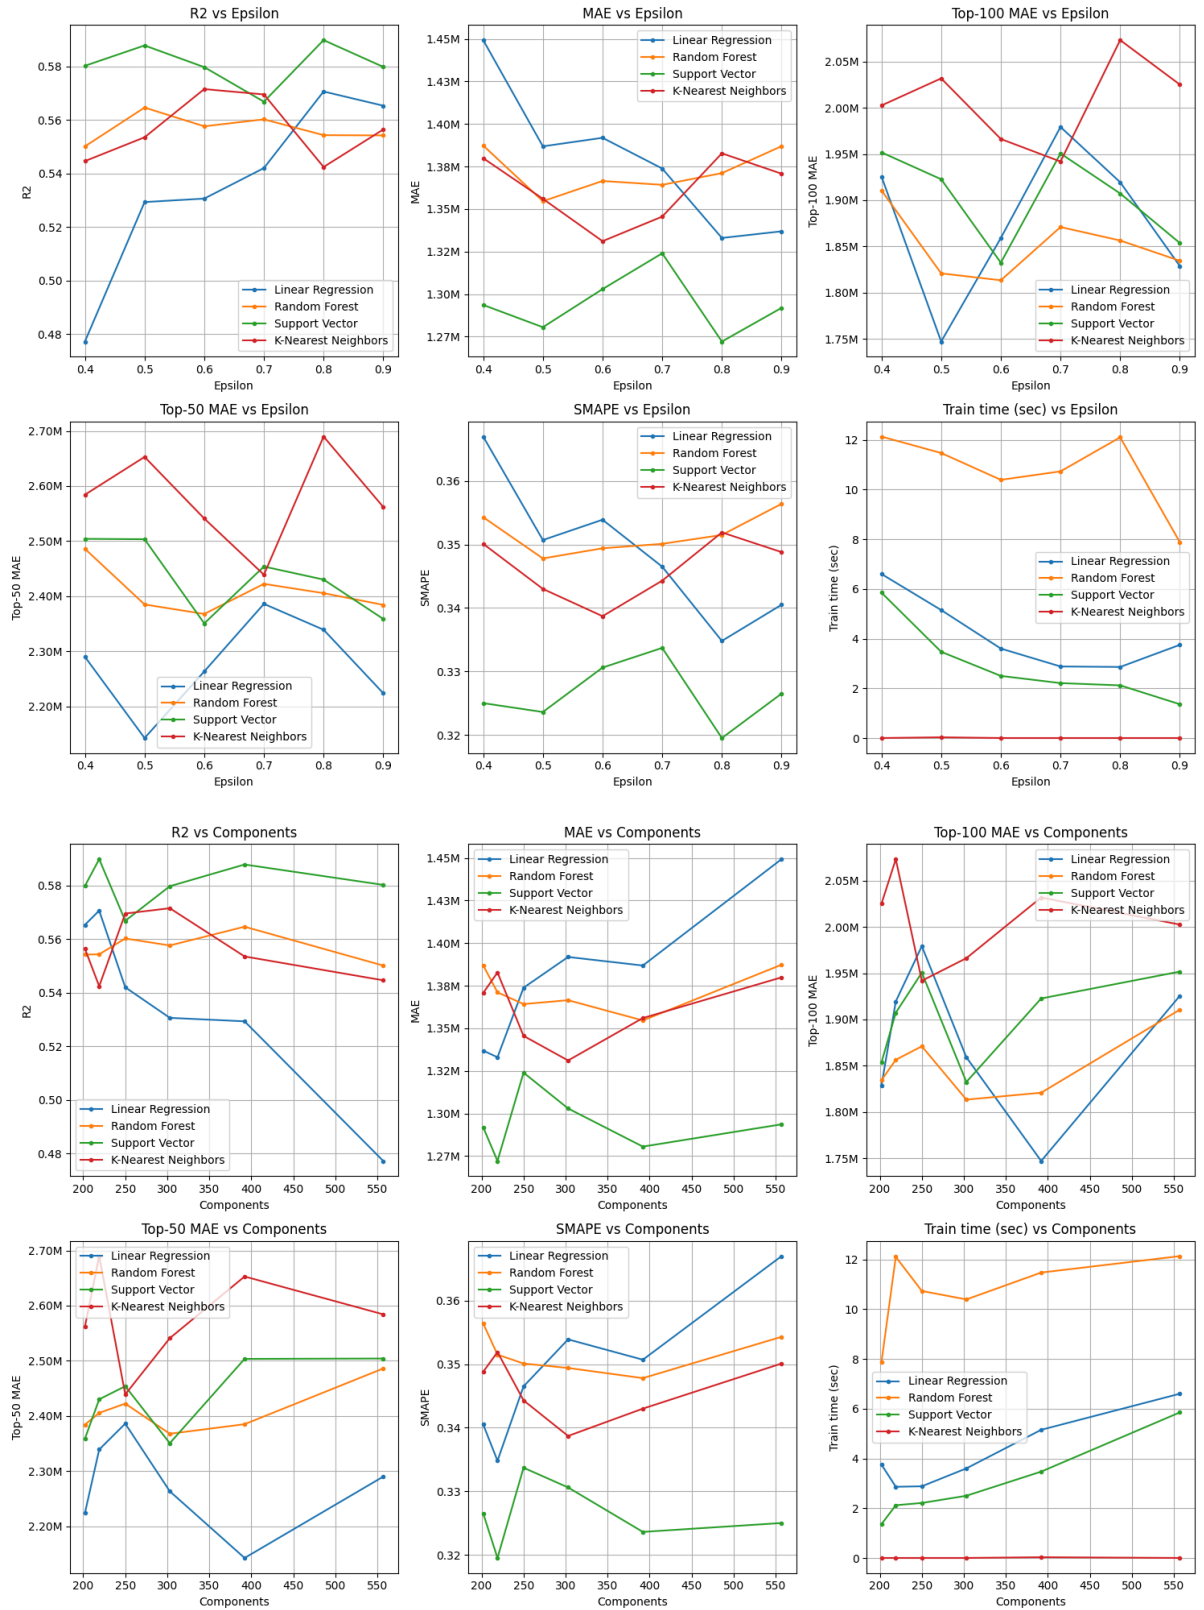 R2 vs Epsilon
R2
0.58
0.56
0.54
0.52
0.50
0.48
Linear Regression
Random Forest
Support Vector
K-Nearest Neighbors
0.4 0.5 0.6 0.7 0.8 0.9
Epsilon
MAE vs Epsilon
MAE
1.45M
1.43M
1.40M
1.38M
1.35M
1.32M
1.30M
1.27M
Linear Regression
Random Forest
Support Vector
K-Nearest Neighbors
0.4 0.5 0.6 0.7 0.8 0.9
Epsilon
Top-100 MAE vs Epsilon
Top-100 MAE
2.05M
2.00M
1.95M
1.90M
1.85M
1.80M
1.75M
Linear Regression
Random Forest
Support Vector
K-Nearest Neighbors
0.4 0.5 0.6 0.7 0.8 0.9
Epsilon
Top-50 MAE vs Epsilon
Top-50 MAE
2.70M
2.60M
2.50M
2.40M
2.30M
2.20M
Linear Regression
Random Forest
Support Vector
K-Nearest Neighbors
0.4 0.5 0.6 0.7 0.8 0.9
Epsilon
SMAPE vs Epsilon
SMAPE
0.36
0.35
0.34
0.33
0.32
Linear Regression
Random Forest
Support Vector
K-Nearest Neighbors
0.4 0.5 0.6 0.7 0.8 0.9
Epsilon
Train time (sec) vs Epsilon
Train time (sec)
12
10
8
6
4
2
0
Linear Regression
Random Forest
Support Vector
K-Nearest Neighbors
0.4 0.5 0.6 0.7 0.8 0.9
Epsilon
R2 vs Components
R2
0.58
0.56
0.54
0.52
0.50
0.48
Linear Regression
Random Forest
Support Vector
K-Nearest Neighbors
200 250 300 350 400 450 500 550
Components
MAE vs Components
MAE
1.45M
1.43M
1.40M
1.38M
1.35M
1.32M
1.30M
1.27M
Linear Regression
Random Forest
Support Vector
K-Nearest Neighbors
200 250 300 350 400 450 500 550
Components
Top-100 MAE vs Components
Top-100 MAE
2.05M
2.00M
1.95M
1.90M
1.85M
1.80M
1.75M
Linear Regression
Random Forest
Support Vector
K-Nearest Neighbors
200 250 300 350 400 450 500 550
Components
Top-50 MAE vs Components
Top-50 MAE
2.70M
2.60M
2.50M
2.40M
2.30M
2.20M
Linear Regression
Random Forest
Support Vector
K-Nearest Neighbors
200 250 300 350 400 450 500 550
Components
SMAPE vs Components
SMAPE
0.36
0.35
0.34
0.33
0.32
Linear Regression
Random Forest
Support Vector
K-Nearest Neighbors
200 250 300 350 400 450 500 550
Components
Train time (sec) vs Components
Train time (sec)
12
10
8
6
4
2
0
Linear Regression
Random Forest
Support Vector
K-Nearest Neighbors
200 250 300 350 400 450 500 550
Components